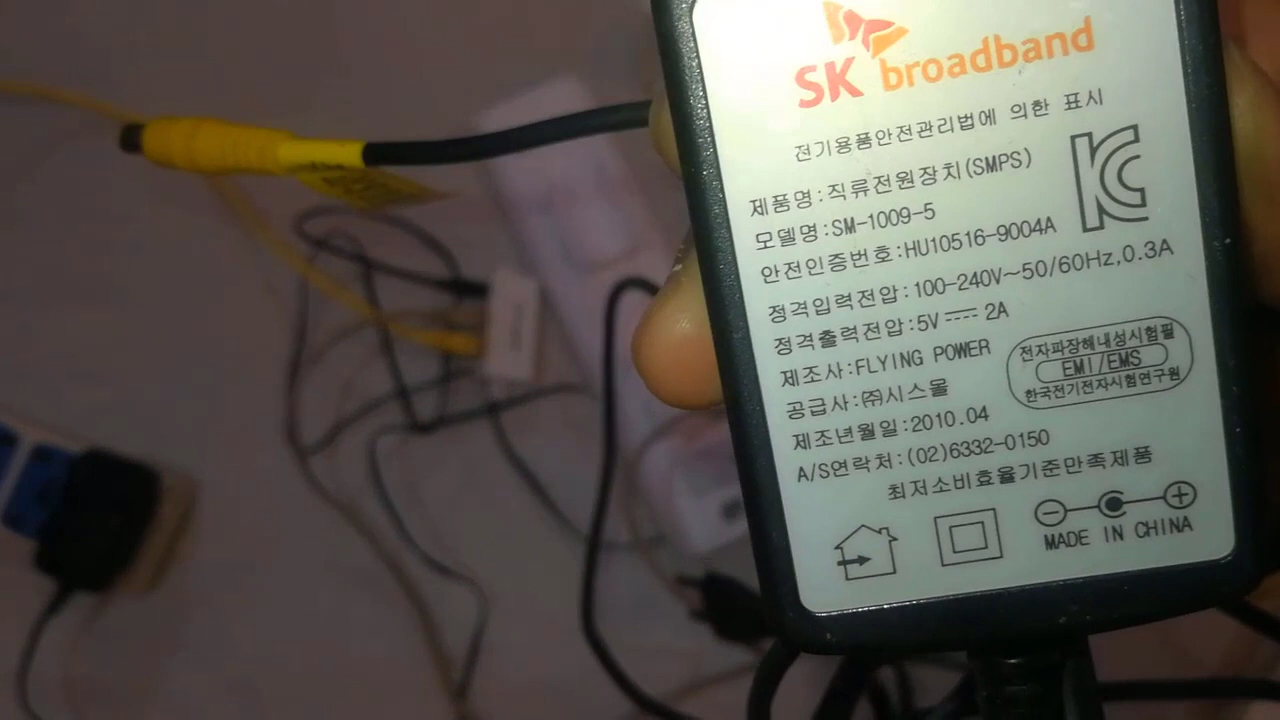 SK broadband
전기용품안전관리법에 의한 표시
제품명:직류전원장치(SMPS)
모델명:SM-1009-5
안전인증번호:HU10516-9004A
정격입력전압:100-240V~50/60Hz,0.3A
정격출력전압:5V⎓2A
제조사:FLYING POWER
공급사:㈜시스몰
제조년월일:2010.04
A/S연락처:(02)6332-0150
최저소비효율기준만족제품
전자파장해내성시험필
EMI/EMS
한국전기전자시험연구원
MADE IN CHINA